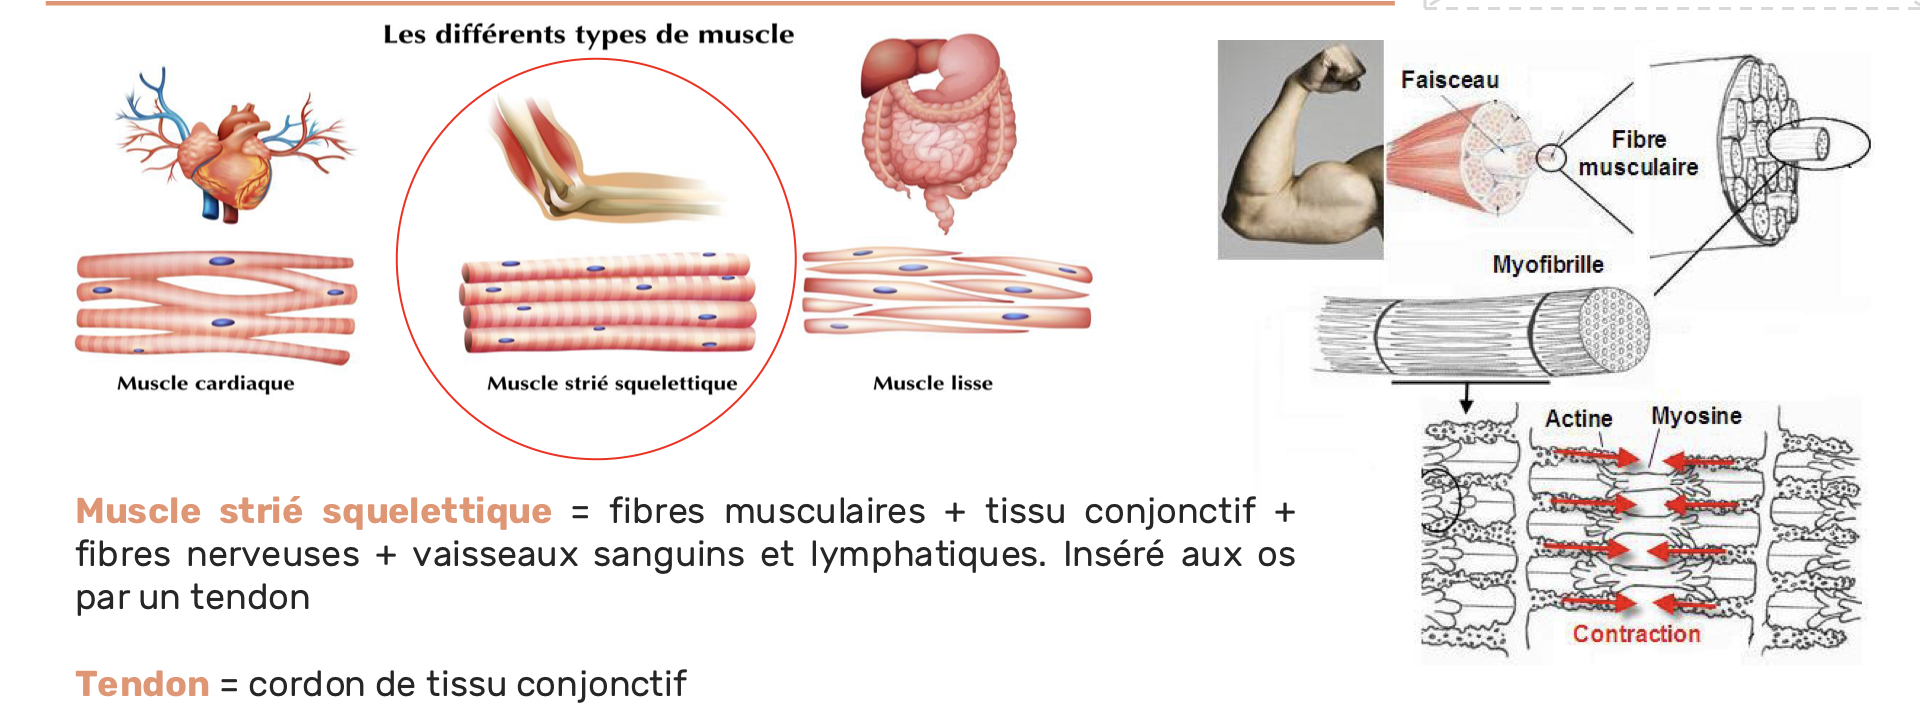 Les différents types de muscle
Muscle cardiaque
Muscle strié squelettique
Muscle lisse
Faisceau
Fibre
musculaire
Myofibrille
Actine
Myosine
Contraction
Muscle strié squelettique = fibres musculaires + tissu conjonctif +
fibres nerveuses + vaisseaux sanguins et lymphatiques. Inséré aux os
par un tendon
Tendon = cordon de tissu conjonctif